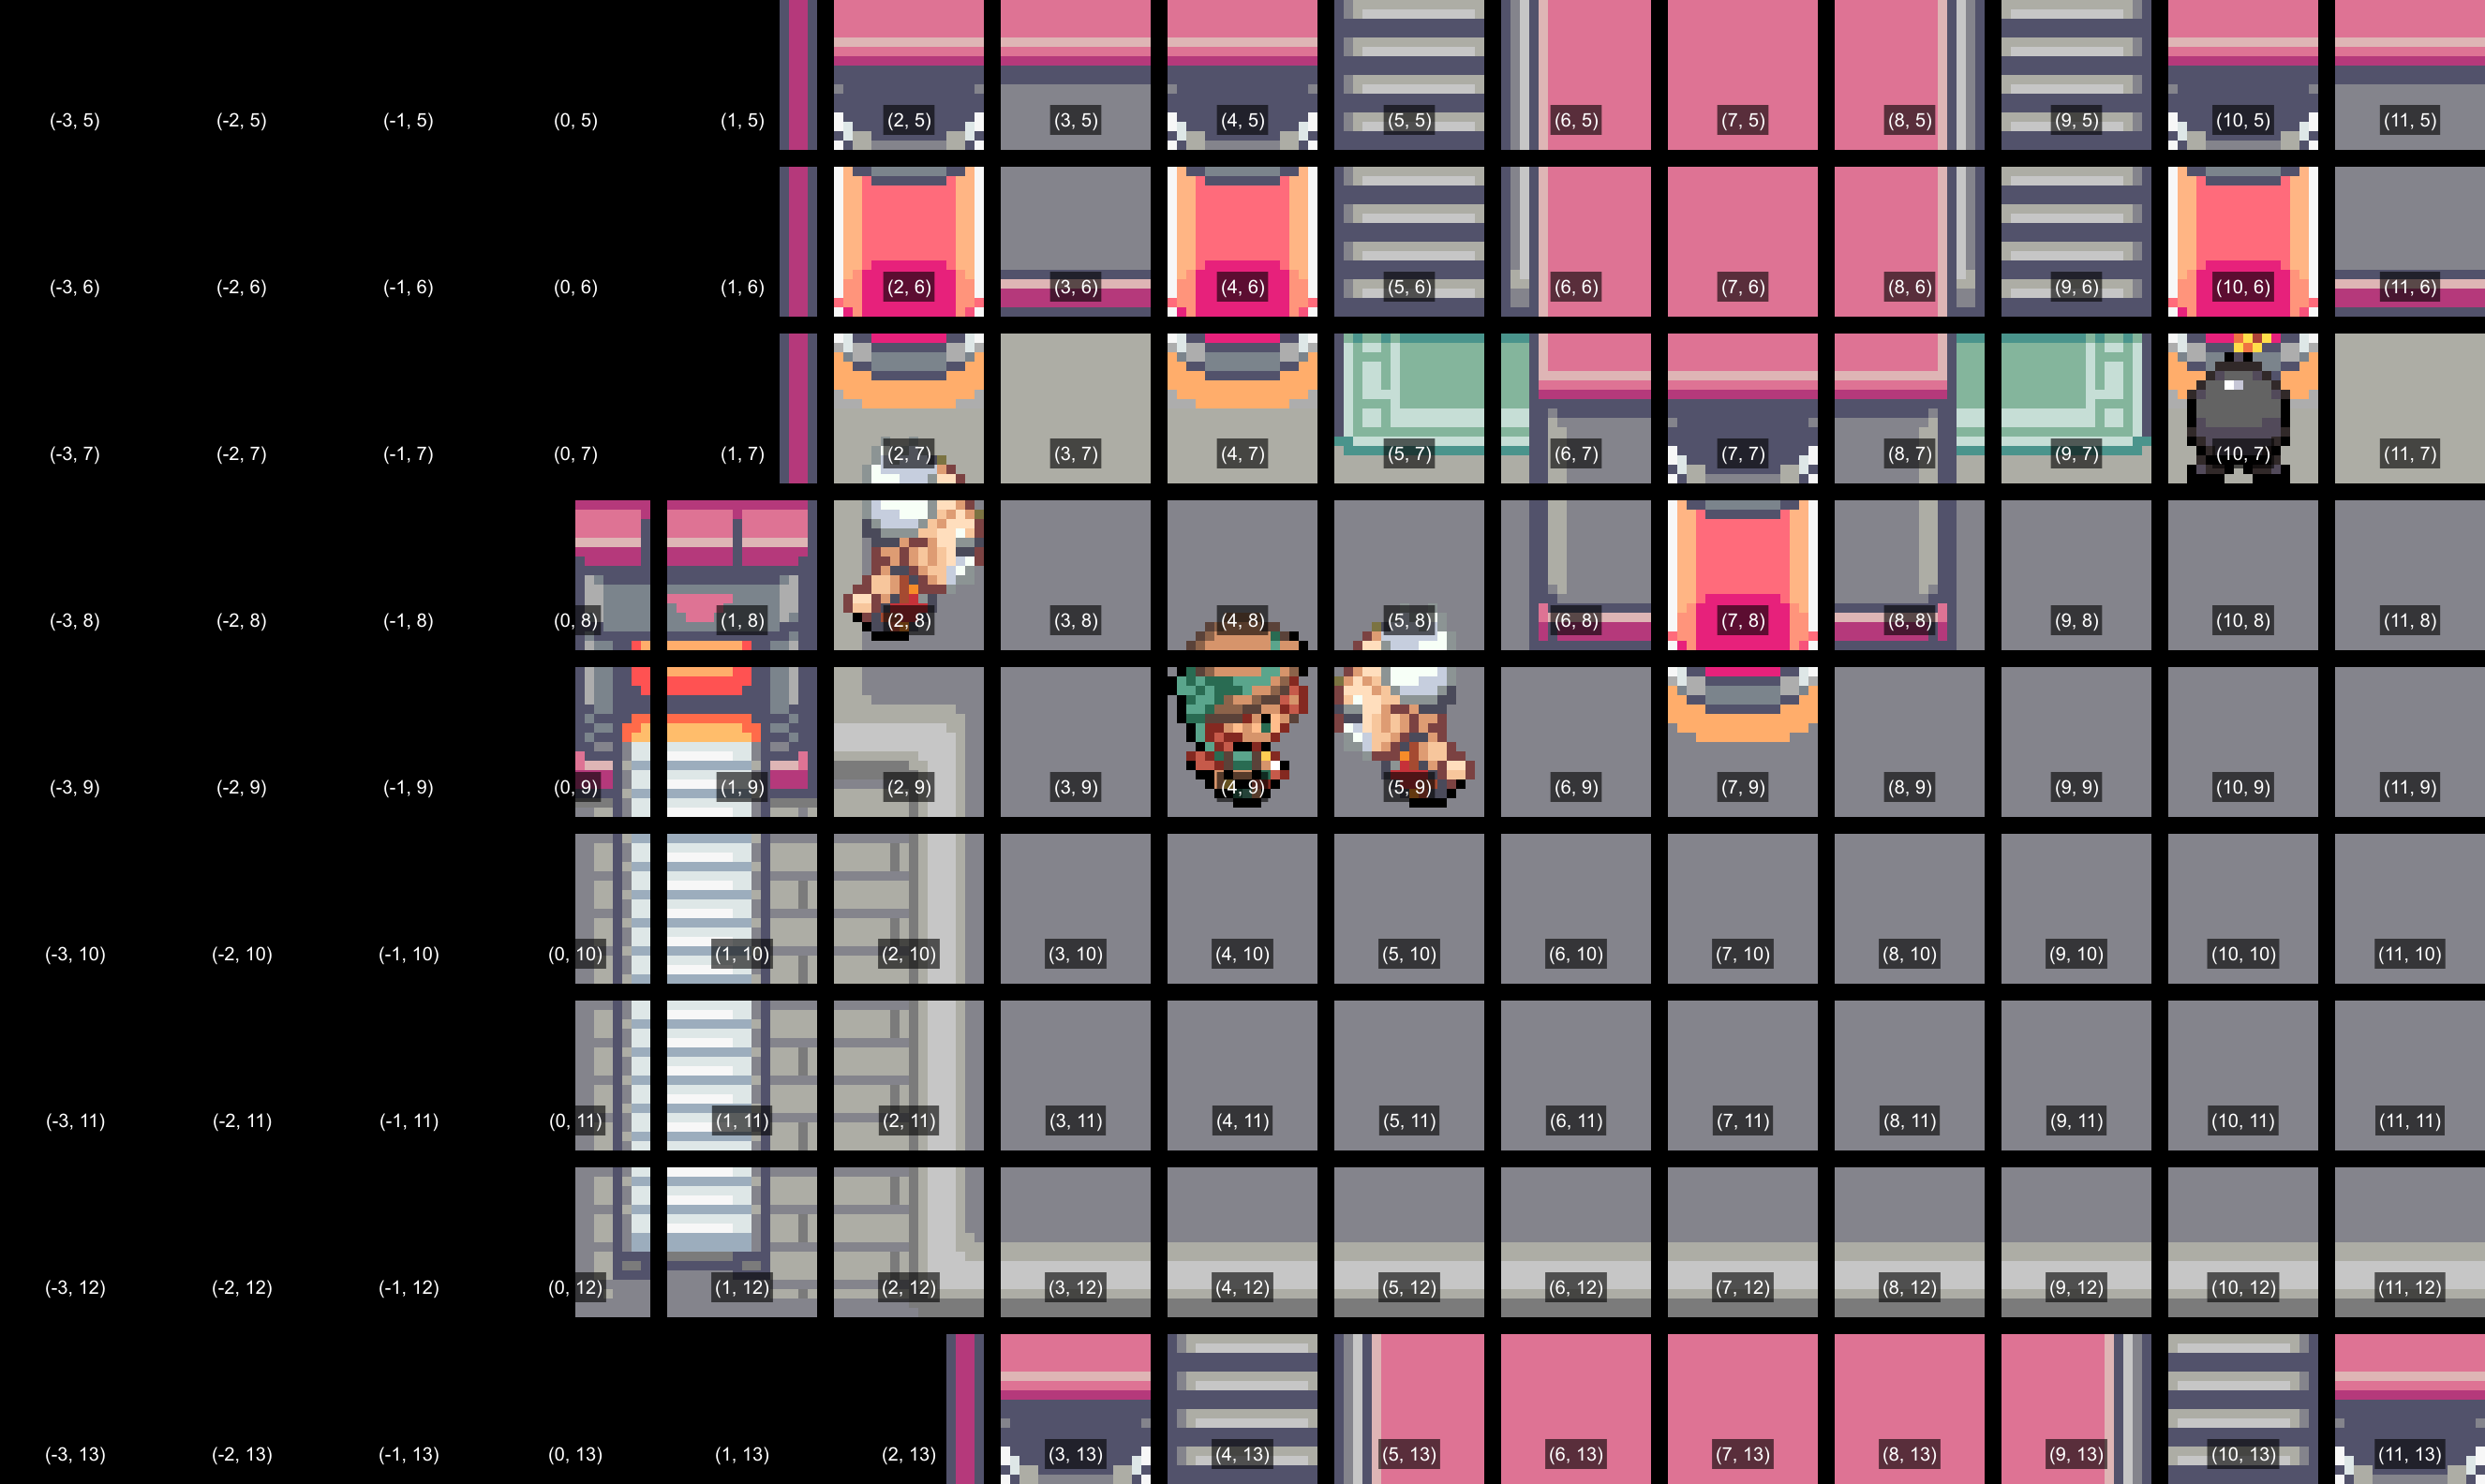 (-3, 5) (-2, 5) (-1, 5) (0, 5) (1, 5) (2, 5) (3, 5) (4, 5) (5, 5) (6, 5) (7, 5) (8, 5) (9, 5) (10, 5) (11, 5)
(-3, 6) (-2, 6) (-1, 6) (0, 6) (1, 6) (2, 6) (3, 6) (4, 6) (5, 6) (6, 6) (7, 6) (8, 6) (9, 6) (10, 6) (11, 6)
(-3, 7) (-2, 7) (-1, 7) (0, 7) (1, 7) (2, 7) (3, 7) (4, 7) (5, 7) (6, 7) (7, 7) (8, 7) (9, 7) (10, 7) (11, 7)
(-3, 8) (-2, 8) (-1, 8) (0, 8) (1, 8) (2, 8) (3, 8) (4, 8) (5, 8) (6, 8) (7, 8) (8, 8) (9, 8) (10, 8) (11, 8)
(-3, 9) (-2, 9) (-1, 9) (0, 9) (1, 9) (2, 9) (3, 9) (4, 9) (5, 9) (6, 9) (7, 9) (8, 9) (9, 9) (10, 9) (11, 9)
(-3, 10) (-2, 10) (-1, 10) (0, 10) (1, 10) (2, 10) (3, 10) (4, 10) (5, 10) (6, 10) (7, 10) (8, 10) (9, 10) (10, 10) (11, 10)
(-3, 11) (-2, 11) (-1, 11) (0, 11) (1, 11) (2, 11) (3, 11) (4, 11) (5, 11) (6, 11) (7, 11) (8, 11) (9, 11) (10, 11) (11, 11)
(-3, 12) (-2, 12) (-1, 12) (0, 12) (1, 12) (2, 12) (3, 12) (4, 12) (5, 12) (6, 12) (7, 12) (8, 12) (9, 12) (10, 12) (11, 12)
(-3, 13) (-2, 13) (-1, 13) (0, 13) (1, 13) (2, 13) (3, 13) (4, 13) (5, 13) (6, 13) (7, 13) (8, 13) (9, 13) (10, 13) (11, 13)